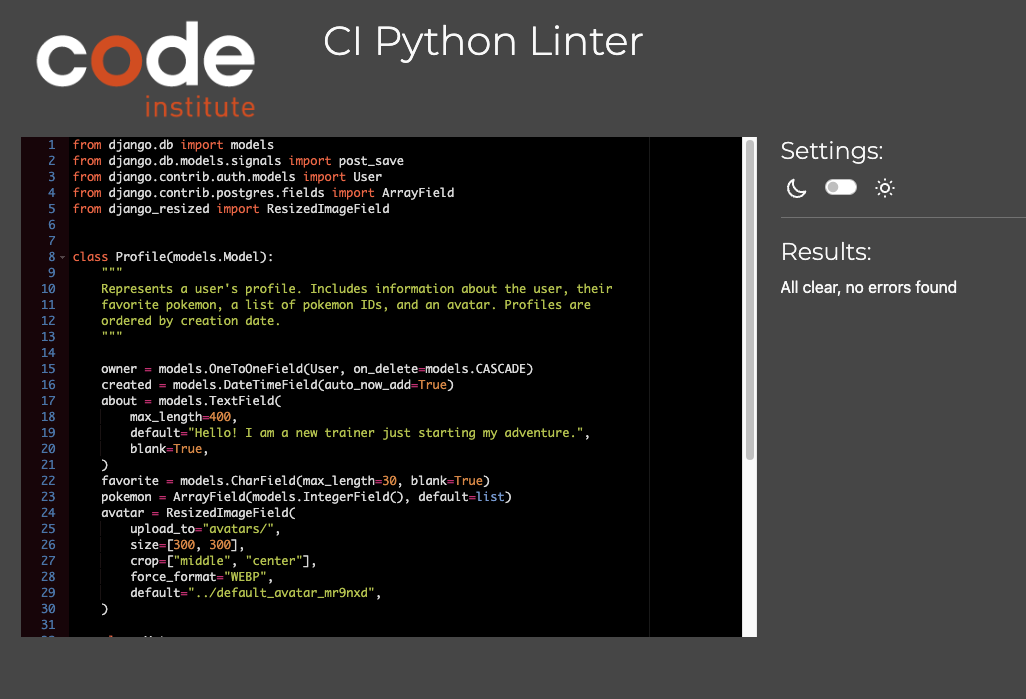 code
institute
CI Python Linter
1 from django.db import models
2 from django.db.models.signals import post_save
3 from django.contrib.auth.models import User
4 from django.contrib.postgres.fields import ArrayField
5 from django_resized import ResizedImageField
6
7
8 class Profile(models.Model):
9 """
10 Represents a user's profile. Includes information about the user, their
11 favorite pokemon, a list of pokemon IDs, and an avatar. Profiles are
12 ordered by creation date.
13 """
14
15 owner = models.OneToOneField(User, on_delete=models.CASCADE)
16 created = models.DateTimeField(auto_now_add=True)
17 about = models.TextField(
18 max_length=400,
19 default="Hello! I am a new trainer just starting my adventure.",
20 blank=True,
21 )
22 favorite = models.CharField(max_length=30, blank=True)
23 pokemon = ArrayField(models.IntegerField(), default=list)
24 avatar = ResizedImageField(
25 upload_to="avatars/",
26 size=[300, 300],
27 crop=["middle", "center"],
28 force_format="WEBP",
29 default="../default_avatar_mr9nxd",
30 )
31
Settings:
Results:
All clear, no errors found